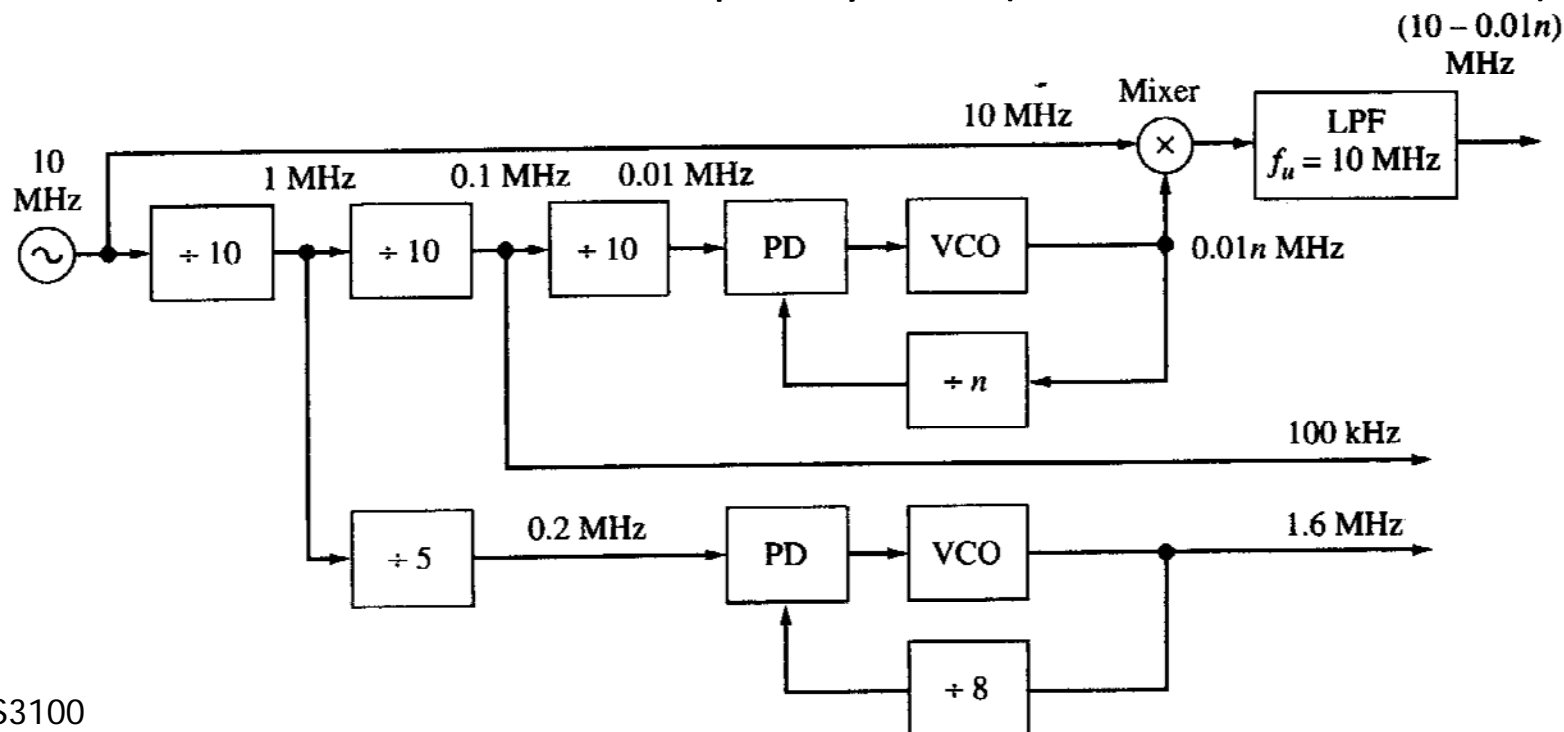 (10 – 0.01n)
MHz
Mixer
10 MHz
LPF
fᵤ = 10 MHz
10
MHz
1 MHz
0.1 MHz
0.01 MHz
÷ 10
÷ 10
÷ 10
PD
VCO
×
0.01n MHz
÷ n
100 kHz
÷ 5
0.2 MHz
PD
VCO
1.6 MHz
÷ 8
S3100